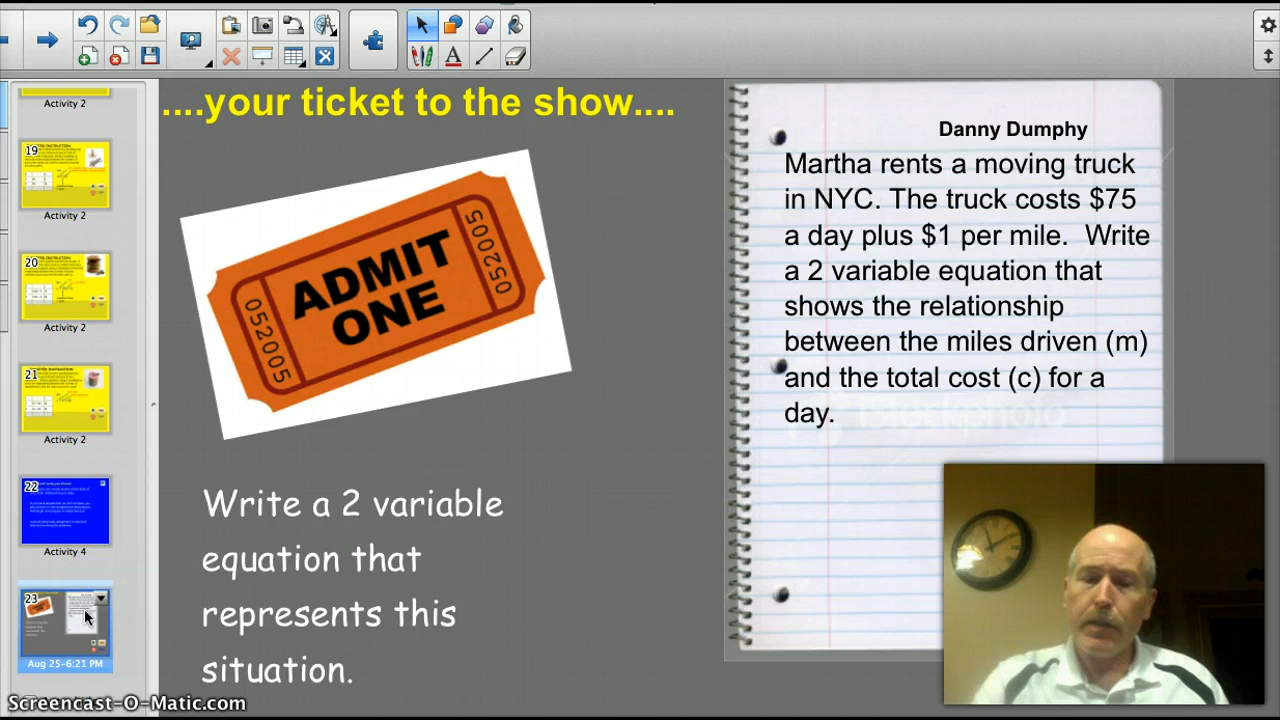 ....your ticket to the show....
Activity 2
19
Activity 2
20
Activity 2
21
Activity 2
22
Activity 4
23
Aug 25-6:21 PM
ADMIT
ONE
052005
052005
Write a 2 variable
equation that
represents this
situation.
Danny Dumphy
Martha rents a moving truck
in NYC. The truck costs $75
a day plus $1 per mile. Write
a 2 variable equation that
shows the relationship
between the miles driven (m)
and the total cost (c) for a
day.
Screencast-O-Matic.com